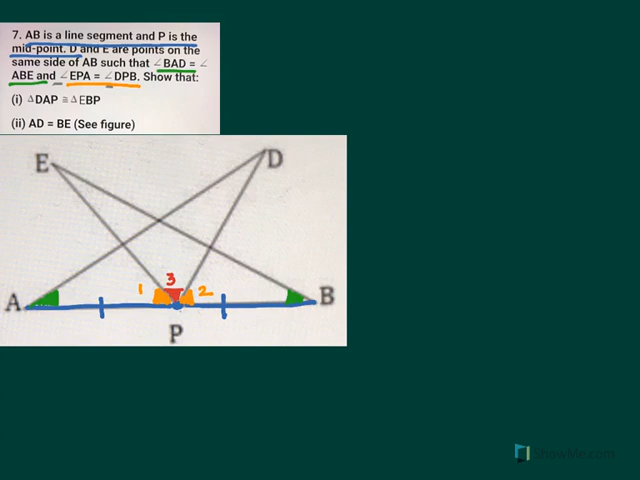 7. AB is a line segment and P is the
mid-point. D and E are points on the
same side of AB such that ∠BAD = ∠
ABE and ∠EPA = ∠DPB. Show that:
(i) ΔDAP ≅ ΔEBP
(ii) AD = BE (See figure)
E
D
3
1
2
A
B
P
ShowMe.com